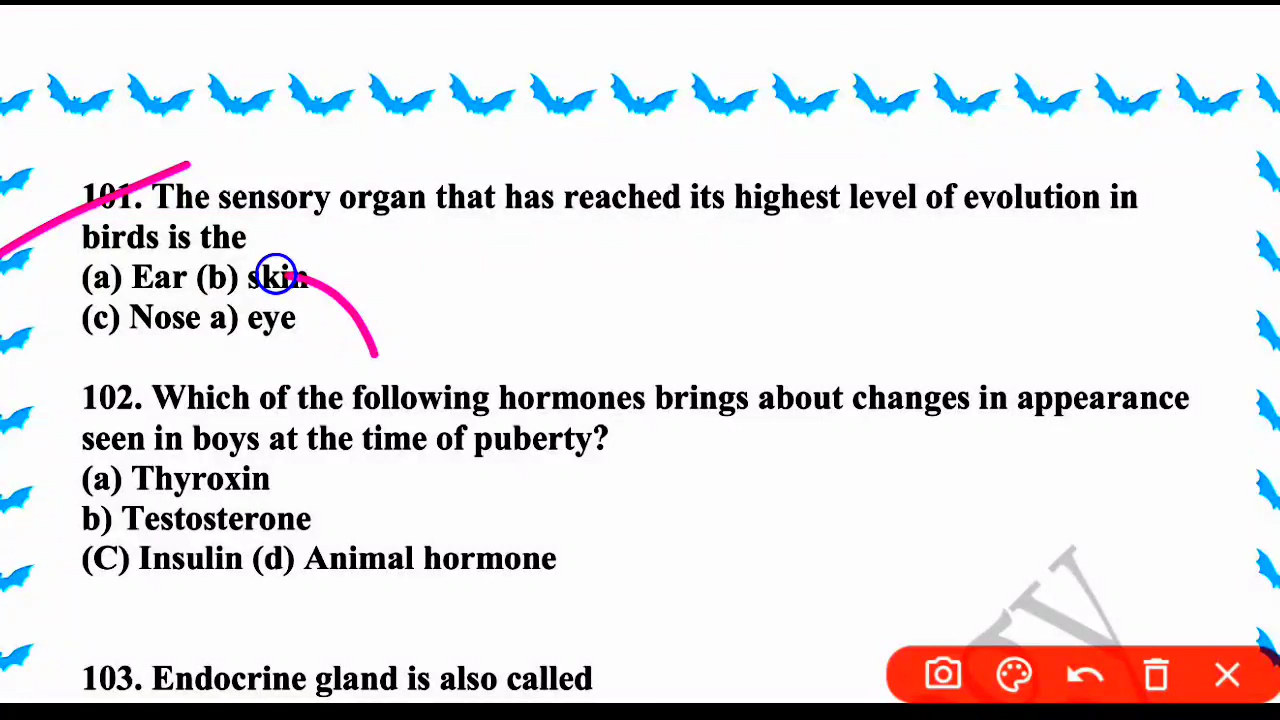 101. The sensory organ that has reached its highest level of evolution in
birds is the
(a) Ear (b) skin
(c) Nose a) eye
102. Which of the following hormones brings about changes in appearance
seen in boys at the time of puberty?
(a) Thyroxin
b) Testosterone
(C) Insulin (d) Animal hormone
103. Endocrine gland is also called